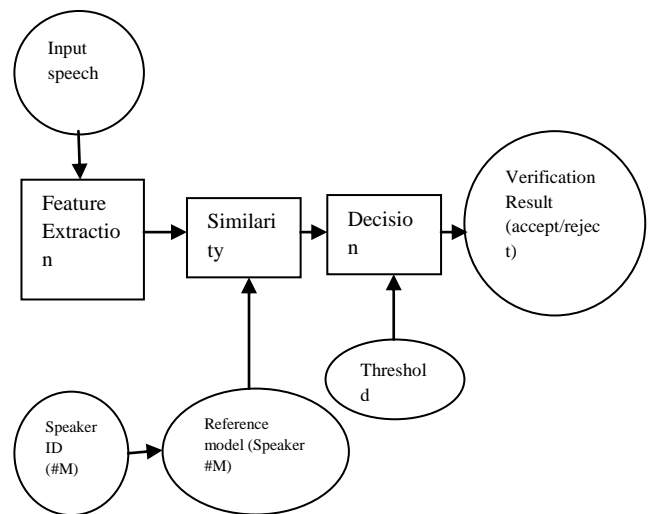 Input
speech
Feature
Extractio
n
Similari
ty
Decisio
n
Verification
Result
(accept/rejec
t)
Threshol
d
Speaker
ID
(#M)
Reference
model (Speaker
#M)